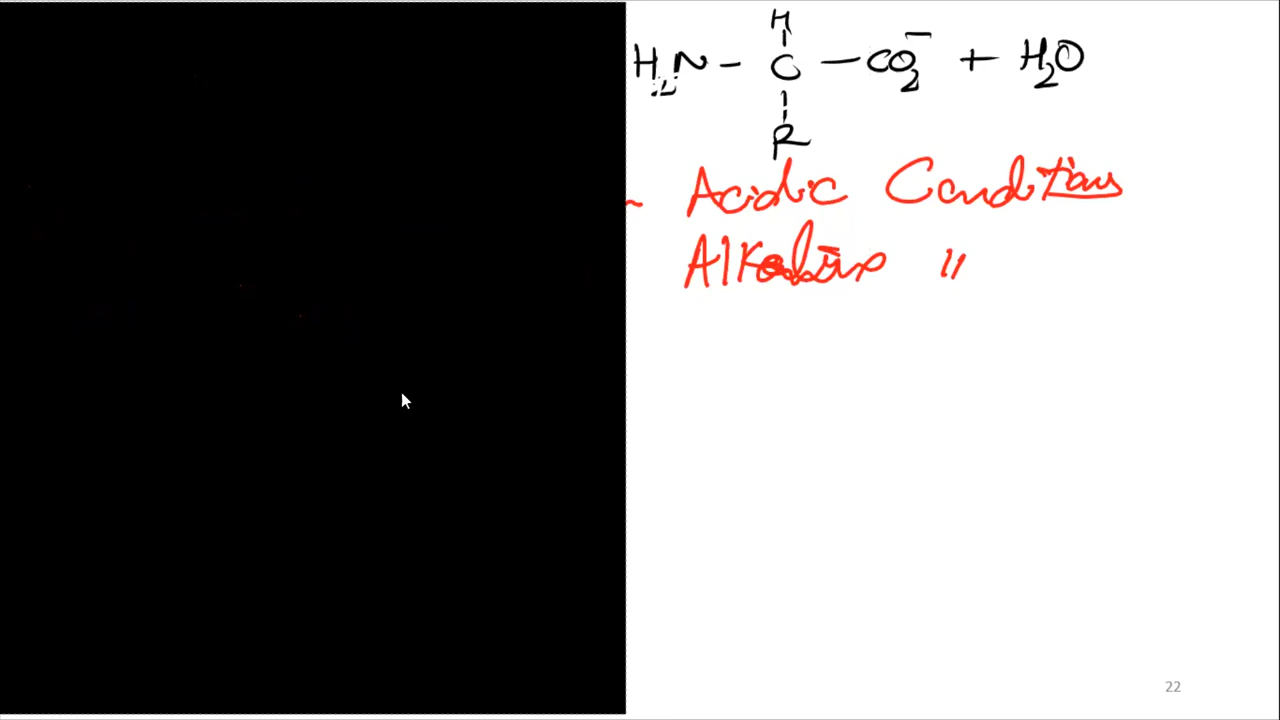 H
H₂N – C – CO₂⁻ + H₂O
R
~ Acidic Conditions
Alkaline "
22